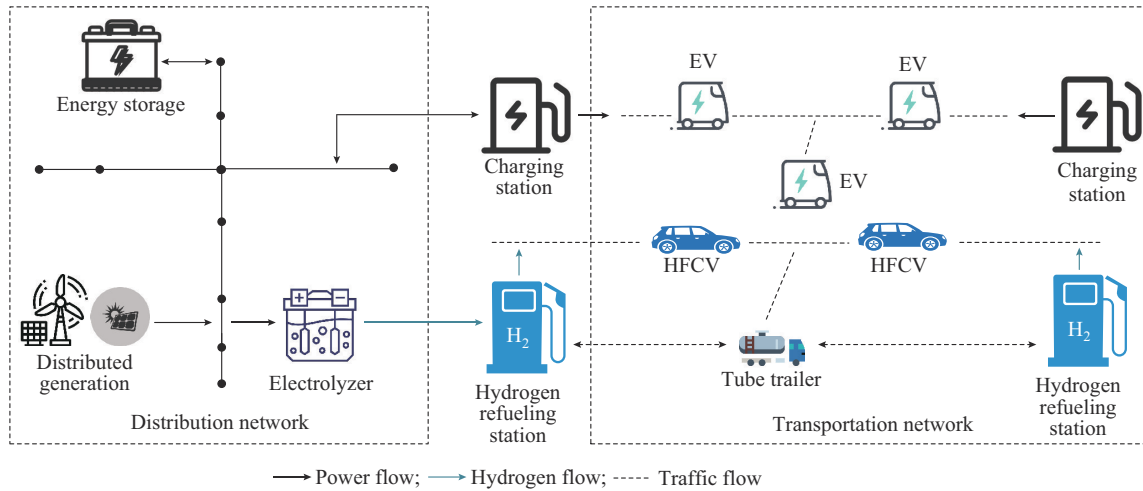 Energy storage
EV
EV
Charging
station
Charging
station
EV
HFCV
HFCV
H₂
H₂
Distributed
generation
Electrolyzer
Tube trailer
Hydrogen
refueling
station
Hydrogen
refueling
station
Distribution network
Transportation network
Power flow; Hydrogen flow; Traffic flow